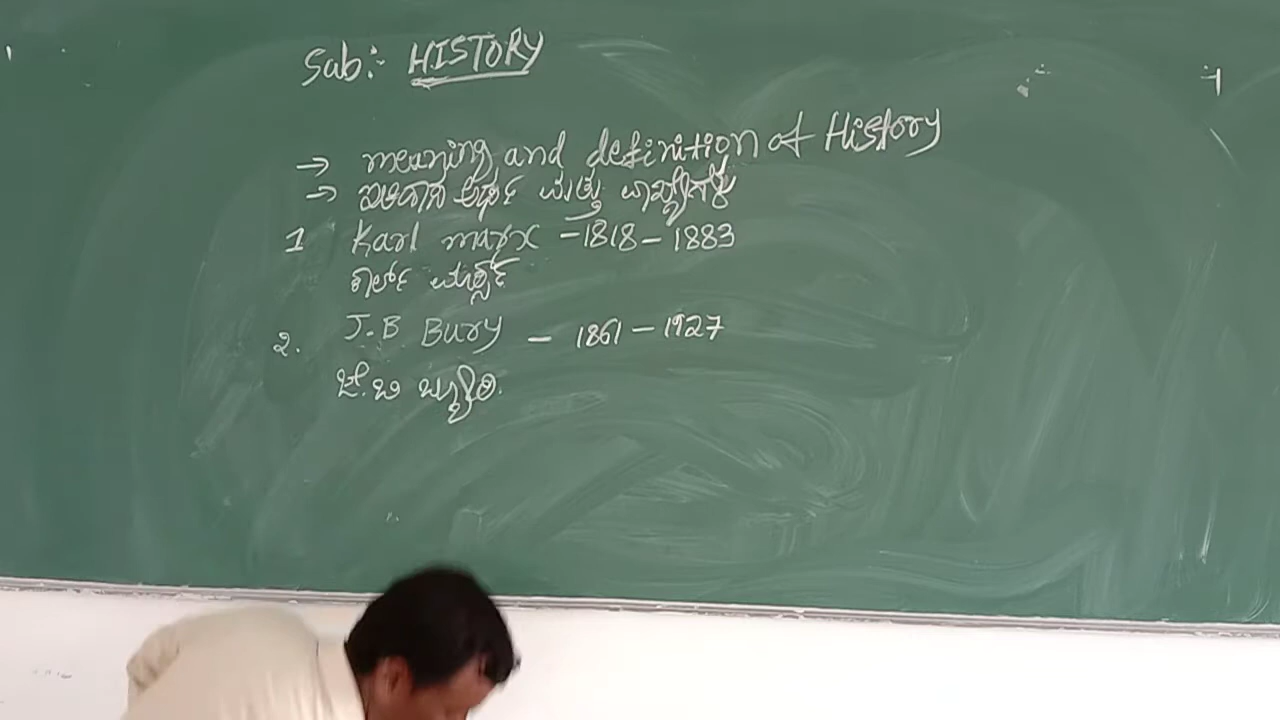 Sub:- HISTORY
→ meaning and definition of History
→ ಇತಿಹಾಸ ಅರ್ಥ ಮತ್ತು ವ್ಯಾಖ್ಯೆಗಳು
1 Karl marx - 1818 - 1883
ಕಾರ್ಲ್ ಮಾರ್ಕ್ಸ್
2. J.B Bury - 1861 - 1927
ಜೆ.ಬಿ ಬ್ಯೂರಿ.